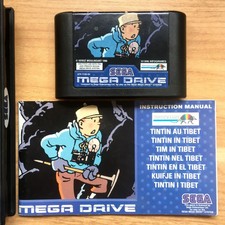 SEGA
MEGA DRIVE
INSTRUCTION MANUAL
TINTIN AU TIBET
TINTIN IN TIBET
TIM IN TIBET
TINTIN NEL TIBET
TINTIN EN EL TIBET
KUIFJE IN TIBET
TINTIN I TIBET
MEGA DRIVE
SEGA